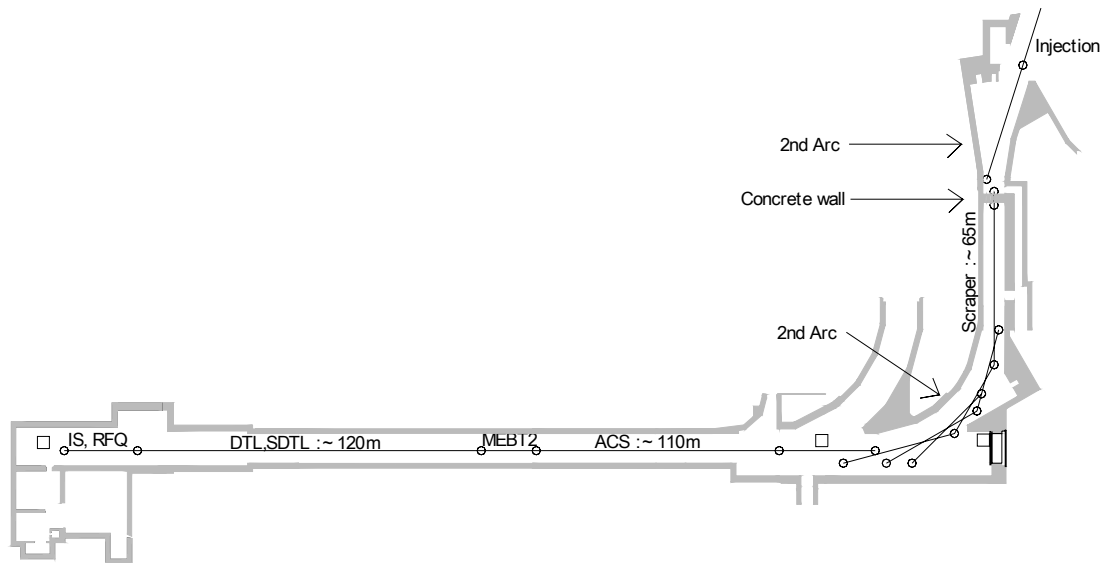 Injection
2nd Arc
Concrete wall
Scraper : ~ 65m
2nd Arc
IS, RFQ
DTL,SDTL : ~ 120m
MEBT2
ACS : ~ 110m